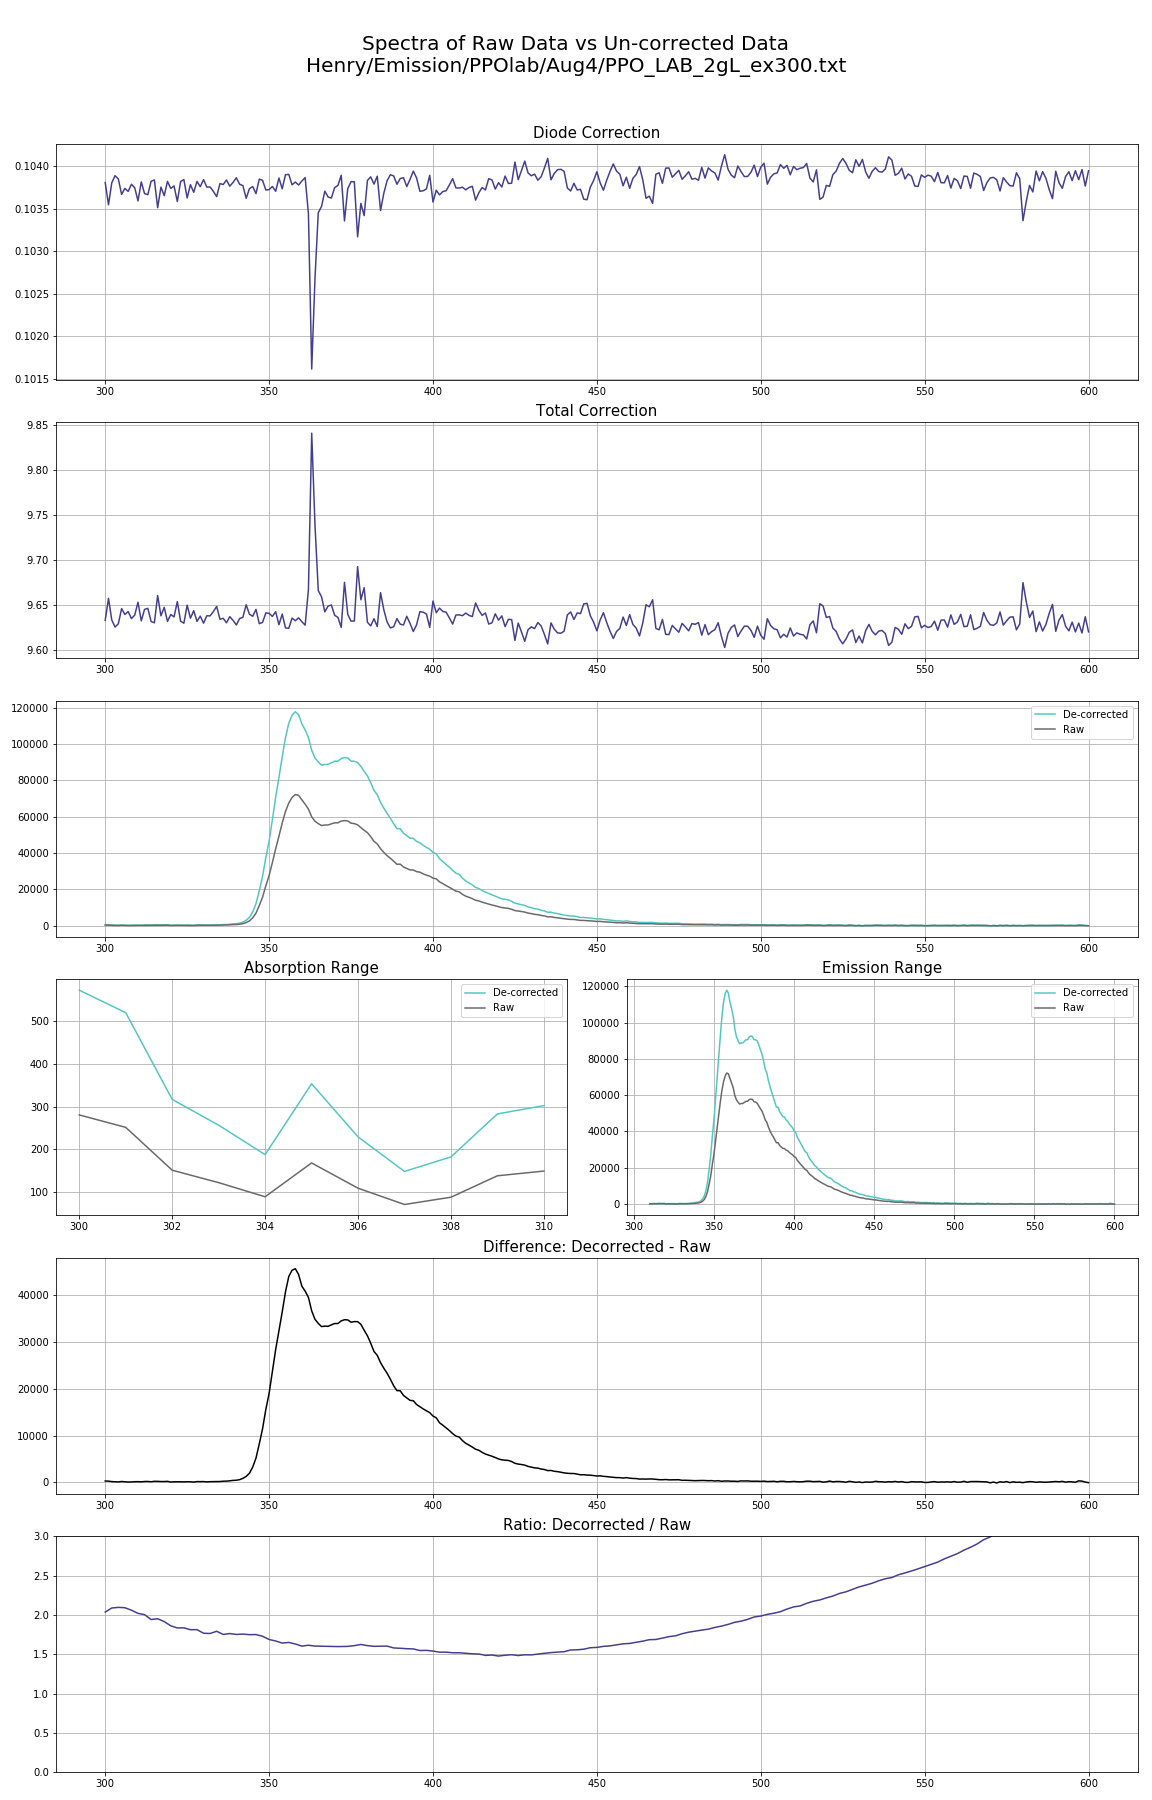 Spectra of Raw Data vs Un-corrected Data
Henry/Emission/PPOlab/Aug4/PPO_LAB_2gL_ex300.txt
Diode Correction
0.1040
0.1035
0.1030
0.1025
0.1020
0.1015
300 350 400 450 500 550 600
Total Correction
9.85
9.80
9.75
9.70
9.65
9.60
300 350 400 450 500 550 600
120000
100000
80000
60000
40000
20000
0
De-corrected
Raw
300 350 400 450 500 550 600
Absorption Range
500
400
300
200
100
De-corrected
Raw
300 302 304 306 308 310
Emission Range
120000
100000
80000
60000
40000
20000
0
De-corrected
Raw
300 350 400 450 500 550 600
Difference: Decorrected - Raw
40000
30000
20000
10000
0
300 350 400 450 500 550 600
Ratio: Decorrected / Raw
3.0
2.5
2.0
1.5
1.0
0.5
0.0
300 350 400 450 500 550 600